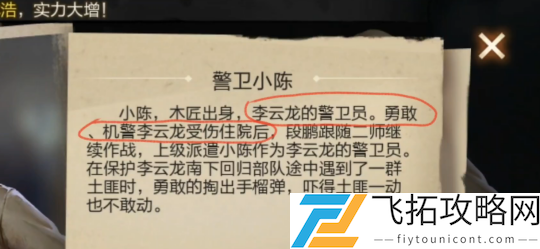 浩，实力大增！
警卫小陈
小陈，木匠出身，李云龙的警卫员。勇敢
、机警李云龙受伤住院后，段鹏跟随二师继
续作战，上级派遣小陈作为李云龙的警卫员。
在保护李云龙南下回归部队途中遇到了一群
土匪时，勇敢的掏出手榴弹，吓得土匪一动
也不敢动。
飞拓攻略网
fiytounicont.com